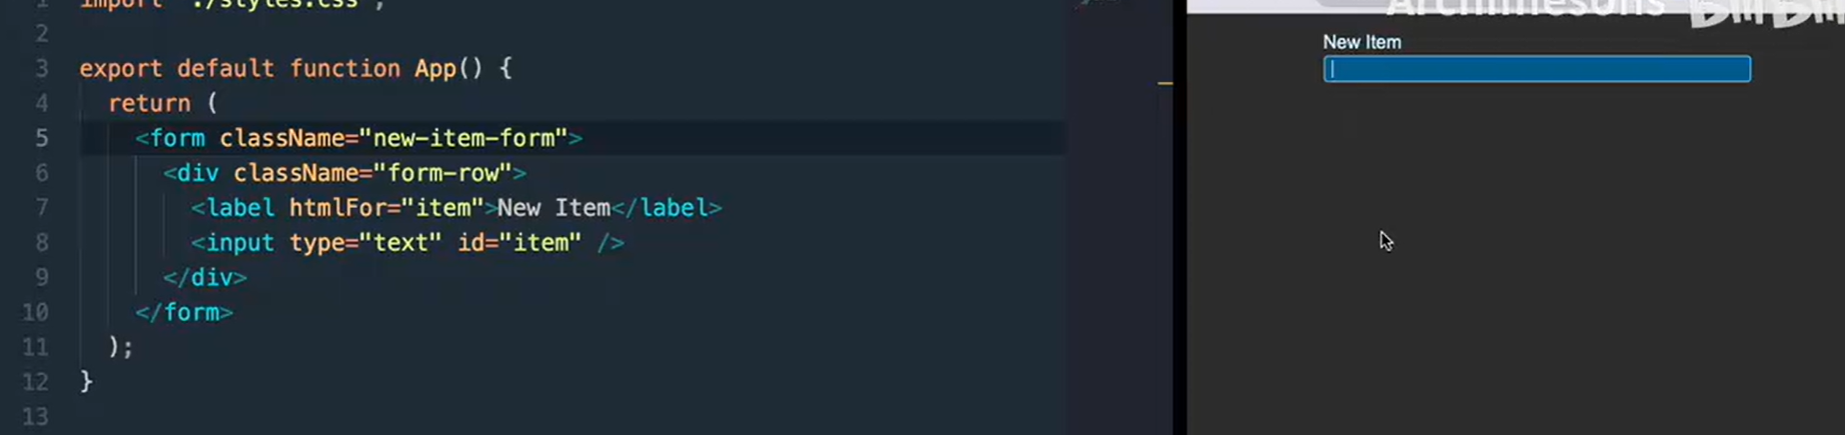 1 import "./styles.css";
2
3 export default function App() {
4 return (
5 <form className="new-item-form">
6 <div className="form-row">
7 <label htmlFor="item">New Item</label>
8 <input type="text" id="item" />
9 </div>
10 </form>
11 );
12 }
13
New Item